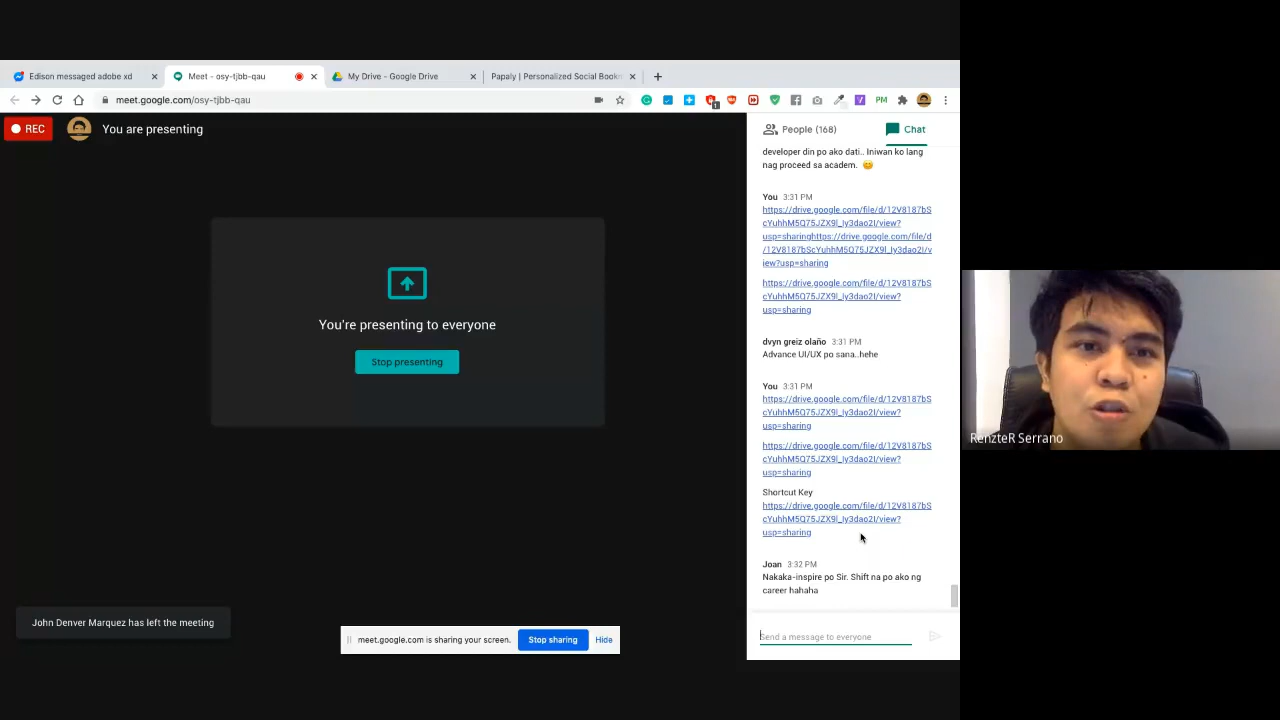 Edison messaged adobe xd
Meet - osy-tjbb-qau
My Drive - Google Drive
Papaly | Personalized Social Bookm
meet.google.com/osy-tjbb-qau
1
PM
REC
You are presenting
People (168)
Chat
developer din po ako dati.. Iniwan ko lang
nag proceed sa academ. 😊
You 3:31 PM
https://drive.google.com/file/d/12V8187bS
cYuhhM5Q75JZX9l_Iy3dao2I/view?
usp=sharinghttps://drive.google.com/file/d
/12V8187bScYuhhM5Q75JZX9l_Iy3dao2I/v
iew?usp=sharing
https://drive.google.com/file/d/12V8187bS
cYuhhM5Q75JZX9l_Iy3dao2I/view?
usp=sharing
dvyn greiz olaño 3:31 PM
Advance UI/UX po sana..hehe
You 3:31 PM
https://drive.google.com/file/d/12V8187bS
cYuhhM5Q75JZX9l_Iy3dao2I/view?
usp=sharing
https://drive.google.com/file/d/12V8187bS
cYuhhM5Q75JZX9l_Iy3dao2I/view?
usp=sharing
Shortcut Key
https://drive.google.com/file/d/12V8187bS
cYuhhM5Q75JZX9l_Iy3dao2I/view?
usp=sharing
Joan 3:32 PM
Nakaka-inspire po Sir. Shift na po ako ng
career hahaha
Send a message to everyone
You're presenting to everyone
Stop presenting
John Denver Marquez has left the meeting
meet.google.com is sharing your screen.
Stop sharing
Hide
RenzteR Serrano